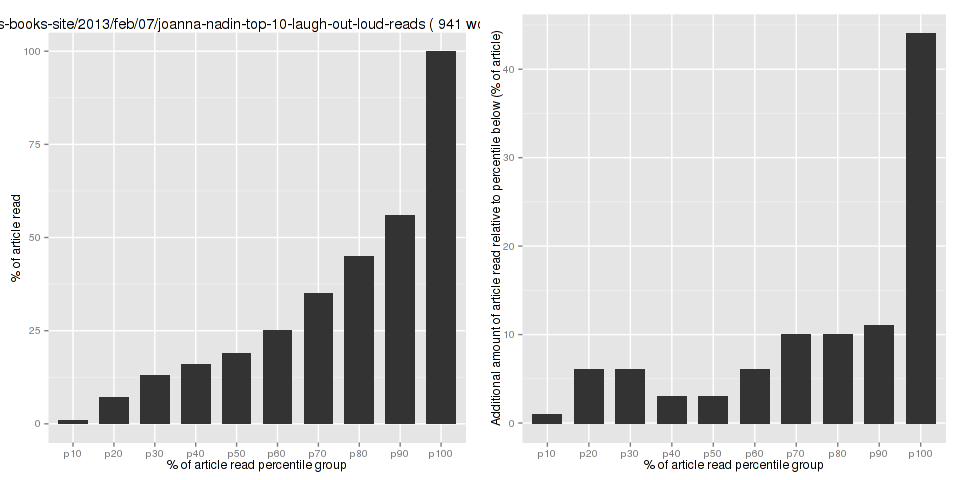 s-books-site/2013/feb/07/joanna-nadin-top-10-laugh-out-loud-reads ( 941 wo
% of article read
100
75
50
25
0
p10 p20 p30 p40 p50 p60 p70 p80 p90 p100
% of article read percentile group
Additional amount of article read relative to percentile below (% of article)
40
30
20
10
0
p10 p20 p30 p40 p50 p60 p70 p80 p90 p100
% of article read percentile group